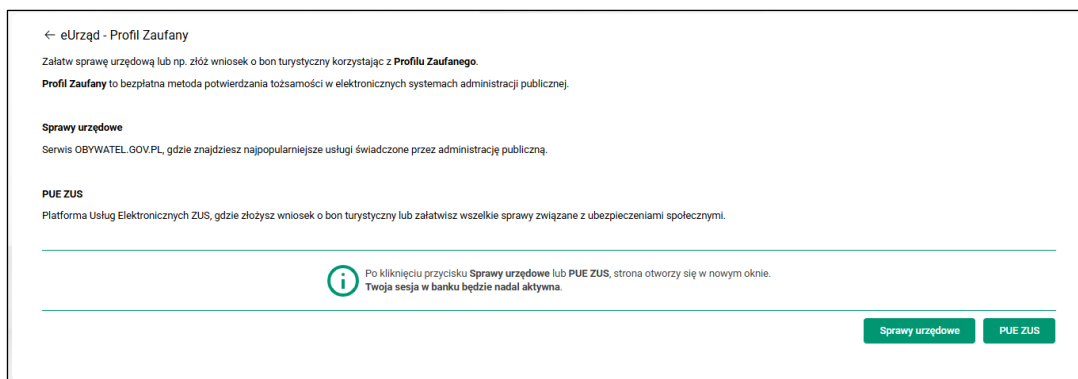 ← eUrząd - Profil Zaufany
Załatw sprawę urzędową lub np. złóż wniosek o bon turystyczny korzystając z Profilu Zaufanego.
Profil Zaufany to bezpłatna metoda potwierdzania tożsamości w elektronicznych systemach administracji publicznej.
Sprawy urzędowe
Serwis OBYWATEL.GOV.PL, gdzie znajdziesz najpopularniejsze usługi świadczone przez administrację publiczną.
PUE ZUS
Platforma Usług Elektronicznych ZUS, gdzie złożysz wniosek o bon turystyczny lub załatwisz wszelkie sprawy związane z ubezpieczeniami społecznymi.
Po kliknięciu przycisku Sprawy urzędowe lub PUE ZUS, strona otworzy się w nowym oknie.
Twoja sesja w banku będzie nadal aktywna.
Sprawy urzędowe PUE ZUS